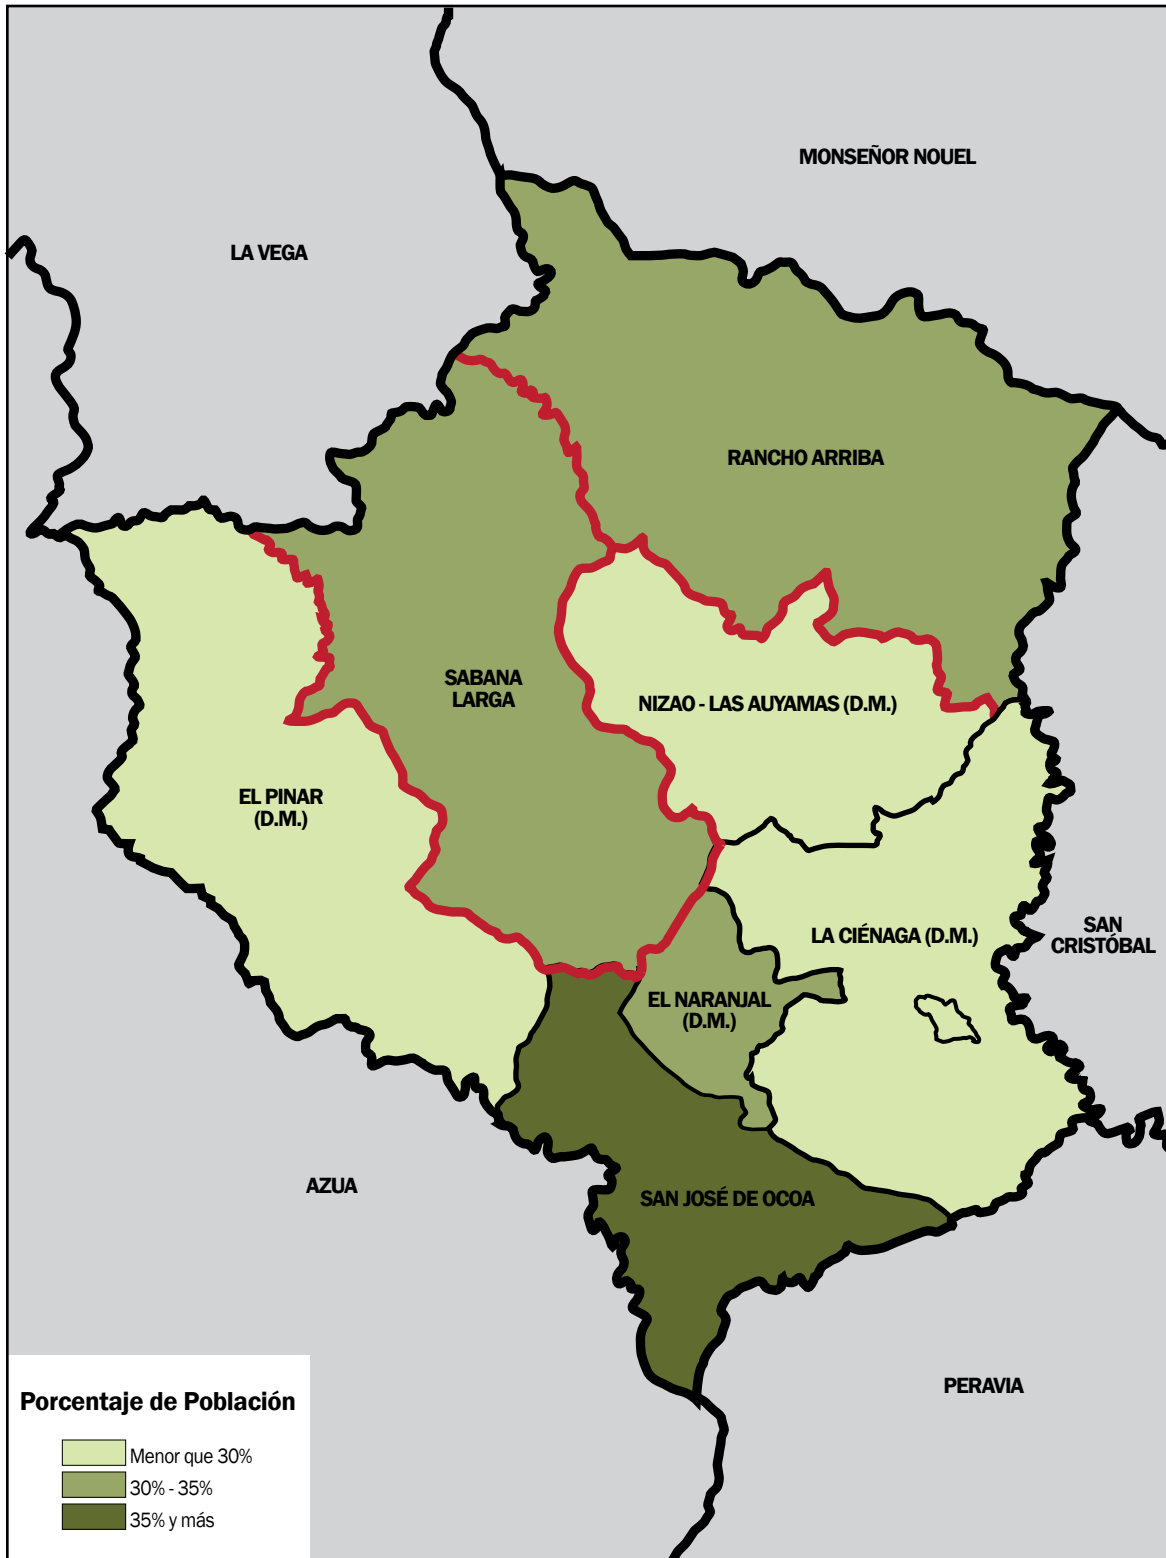 MONSEÑOR NOUEL
LA VEGA
RANCHO ARRIBA
SABANA
LARGA
NIZAO - LAS AUYAMAS (D.M.)
EL PINAR
(D.M.)
LA CIÉNAGA (D.M.)
SAN
CRISTÓBAL
EL NARANJAL
(D.M.)
AZUA
SAN JOSÉ DE OCOA
PERAVIA
Porcentaje de Población
Menor que 30%
30% - 35%
35% y más